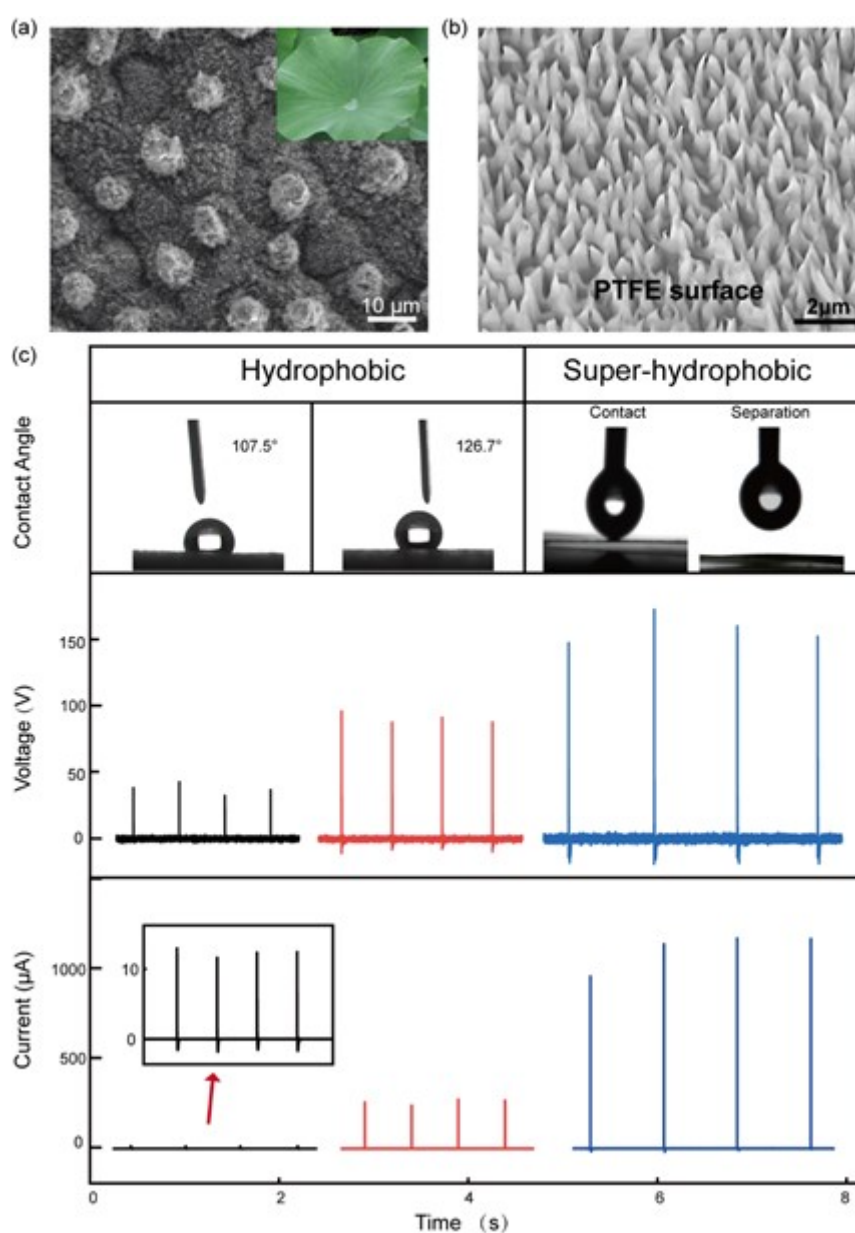 (a)
10 µm
(b)
PTFE surface
2µm
(c)
Hydrophobic
Super-hydrophobic
Contact Angle
107.5°
126.7°
Contact
Separation
Voltage (V)
150
100
50
0
Current (µA)
1000
500
0
10
0
0
2
4
6
8
Time (s)